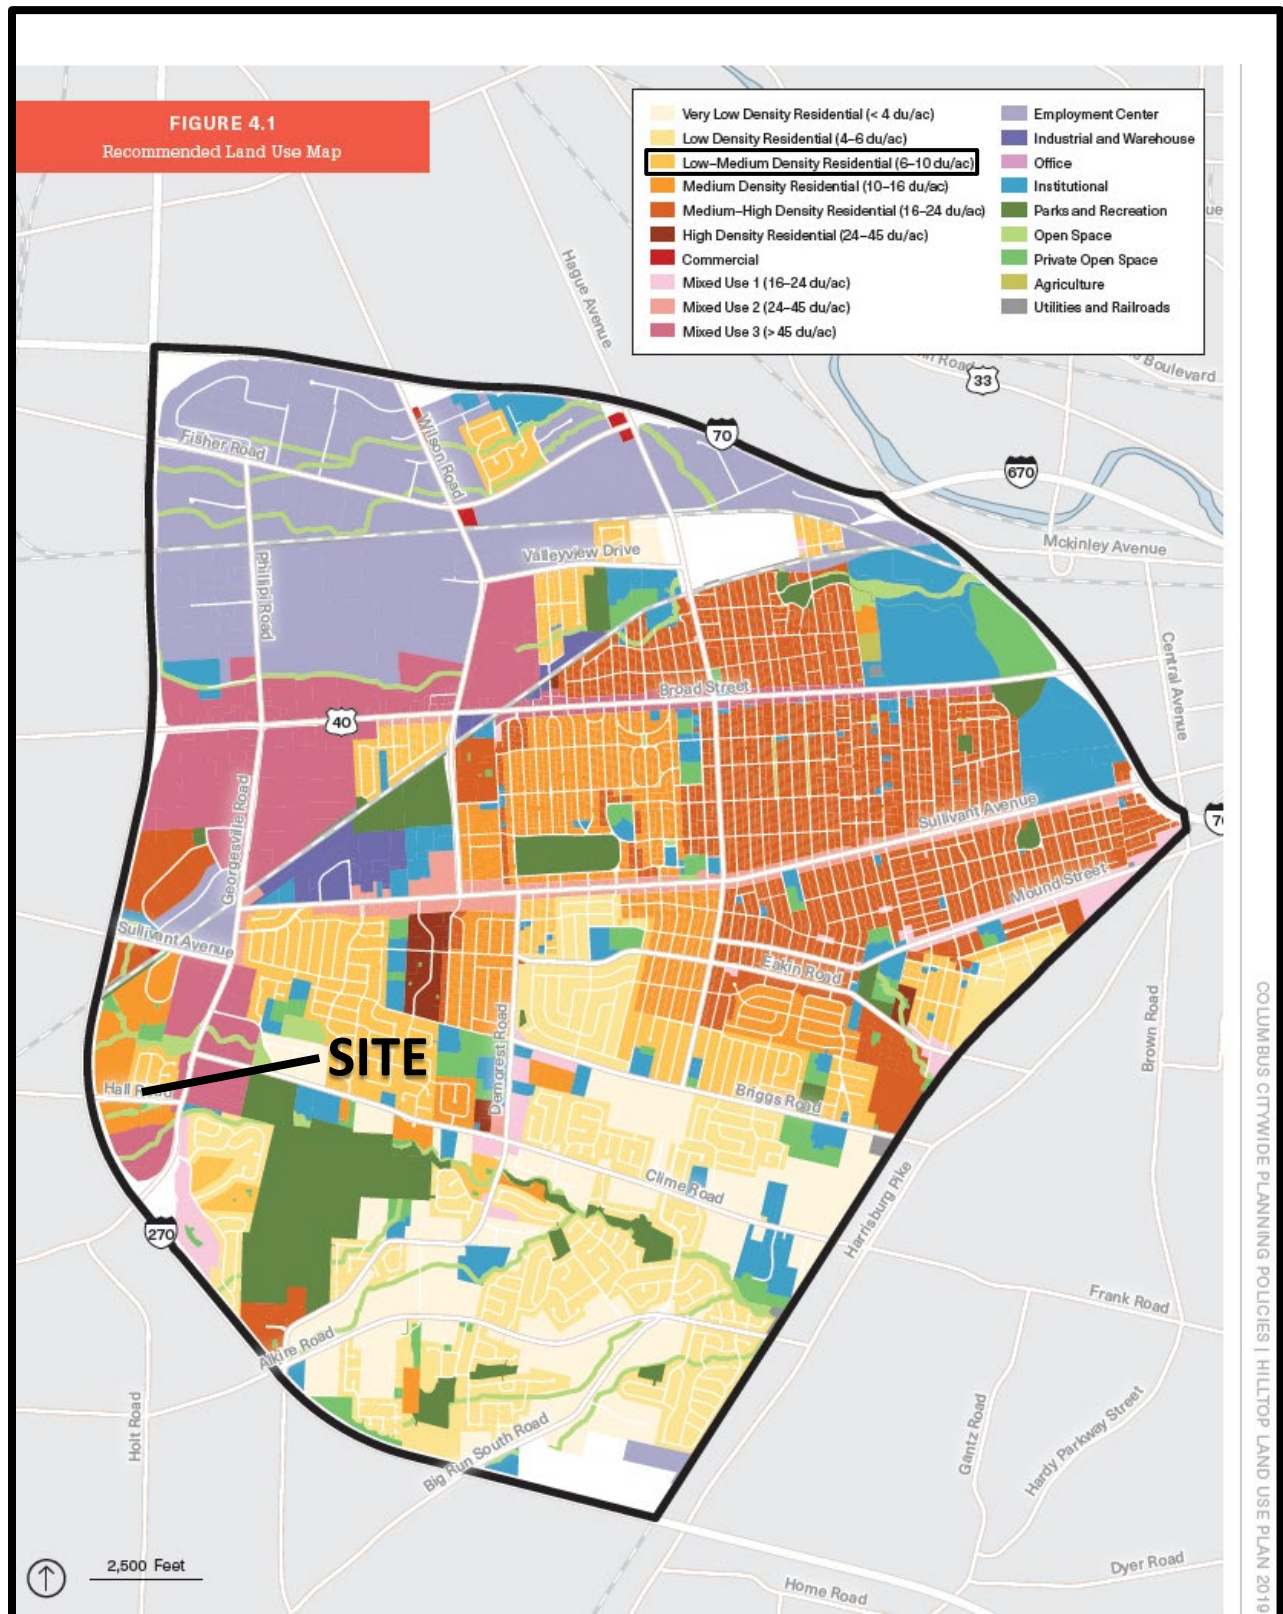 FIGURE 4.1
Recommended Land Use Map
Very Low Density Residential (< 4 du/ac)
Low Density Residential (4–6 du/ac)
Low–Medium Density Residential (6–10 du/ac)
Medium Density Residential (10–16 du/ac)
Medium–High Density Residential (16–24 du/ac)
High Density Residential (24–45 du/ac)
Commercial
Mixed Use 1 (16–24 du/ac)
Mixed Use 2 (24–45 du/ac)
Mixed Use 3 (> 45 du/ac)
Employment Center
Industrial and Warehouse
Office
Institutional
Parks and Recreation
Open Space
Private Open Space
Agriculture
Utilities and Railroads
Hague Avenue
Road
Boulevard
33
70
670
Fisher Road
Wilson Road
Mckinley Avenue
Valleyview Drive
Phillipi Road
Central Avenue
Broad Street
40
Georgesville Road
Sullivant Avenue
70
Mound Street
Sullivant Avenue
Eakin Road
Demorest Road
Brown Road
SITE
Hall Road
Briggs Road
Clime Road
Harrisburg Pike
270
Frank Road
Alkire Road
Holt Road
Gantz Road
Hardy Parkway Street
Big Run South Road
2,500 Feet
Dyer Road
Home Road
COLUMBUS CITYWIDE PLANNING POLICIES | HILLTOP LAND USE PLAN 2019